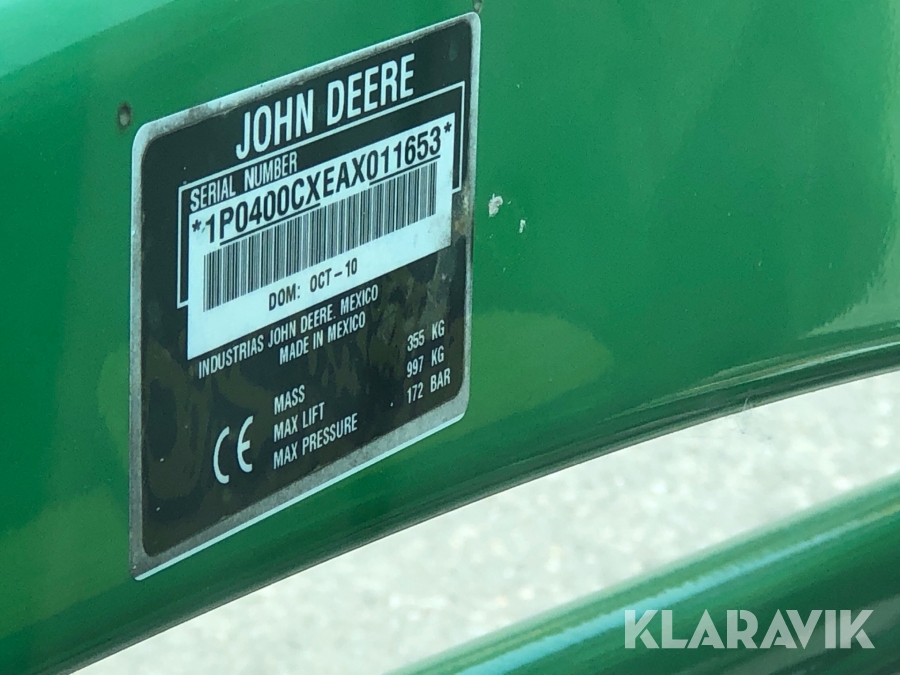 JOHN DEERE
SERIAL NUMBER
*1P0400CXEAX011653*
DOM: OCT-10
INDUSTRIAS JOHN DEERE. MEXICO
MADE IN MEXICO
MASS 355 KG
MAX LIFT 997 KG
MAX PRESSURE 172 BAR
CE
KLARAVIK